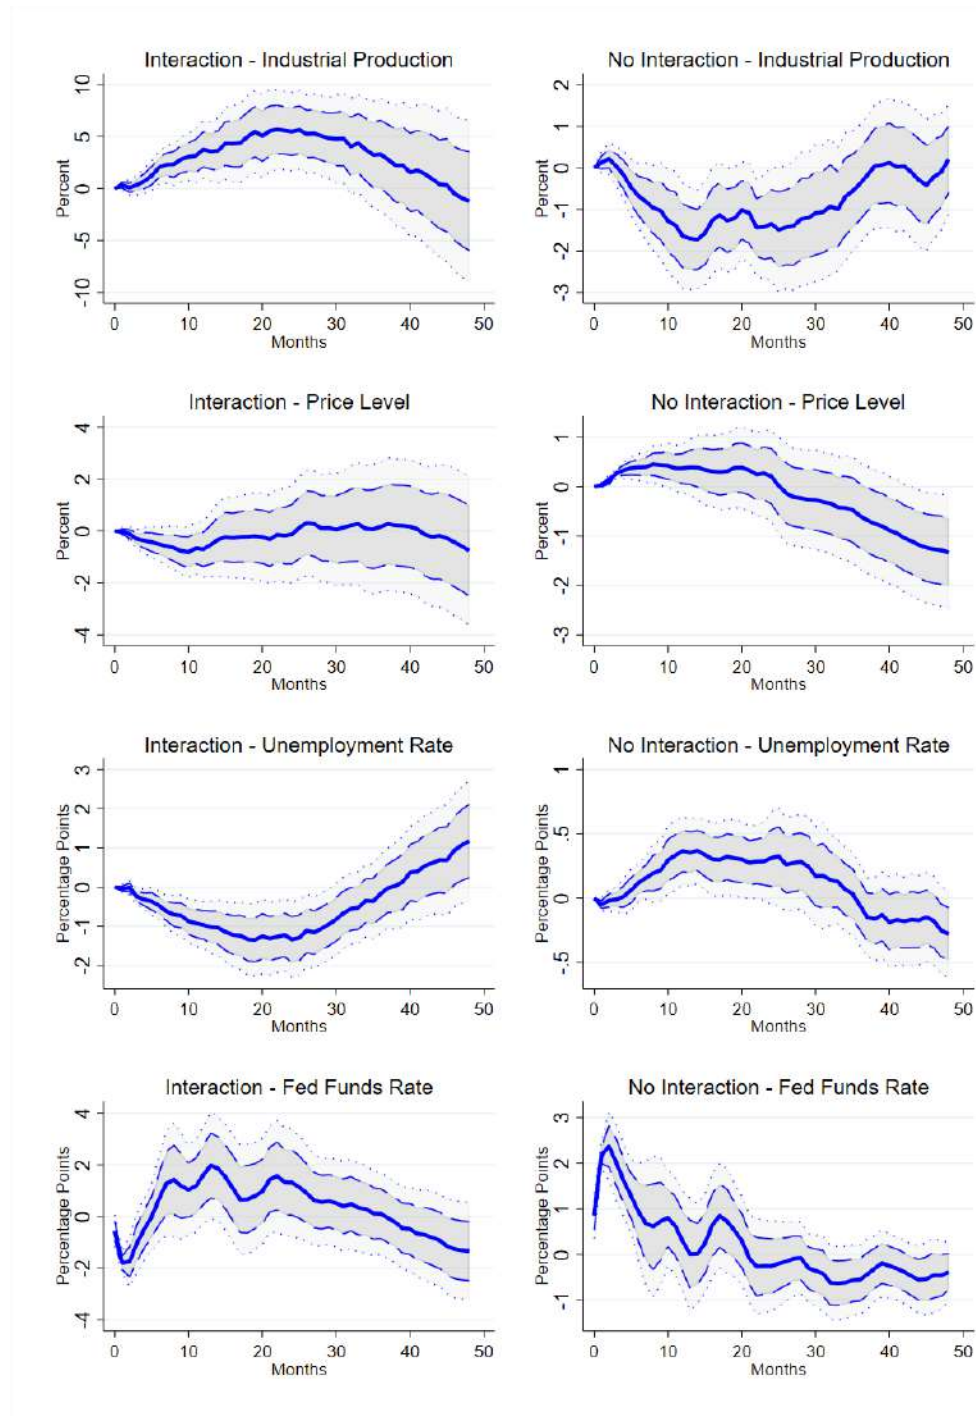 Interaction - Industrial Production
Percent
10
5
0
-5
-10
0 10 20 30 40 50
Months
No Interaction - Industrial Production
Percent
2
1
0
-1
-2
-3
0 10 20 30 40 50
Months
Interaction - Price Level
Percent
4
2
0
-2
-4
0 10 20 30 40 50
Months
No Interaction - Price Level
Percent
1
0
-1
-2
-3
0 10 20 30 40 50
Months
Interaction - Unemployment Rate
Percentage Points
3
2
1
0
-1
-2
0 10 20 30 40 50
Months
No Interaction - Unemployment Rate
Percentage Points
1
.5
0
-.5
0 10 20 30 40 50
Months
Interaction - Fed Funds Rate
Percentage Points
4
2
0
-2
-4
0 10 20 30 40 50
Months
No Interaction - Fed Funds Rate
Percentage Points
3
2
1
0
-1
0 10 20 30 40 50
Months